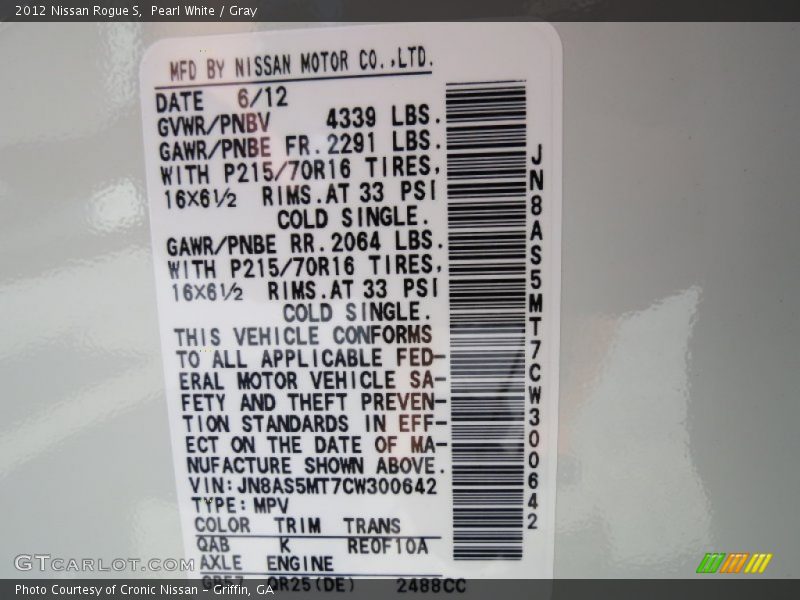 2012 Nissan Rogue S, Pearl White / Gray
MFD BY NISSAN MOTOR CO.,LTD.
DATE 6/12
GVWR/PNBV 4339 LBS.
GAWR/PNBE FR.2291 LBS.
WITH P215/70R16 TIRES,
16X6½ RIMS.AT 33 PSI
COLD SINGLE.
GAWR/PNBE RR.2064 LBS.
WITH P215/70R16 TIRES,
16X6½ RIMS.AT 33 PSI
COLD SINGLE.
THIS VEHICLE CONFORMS
TO ALL APPLICABLE FED-
ERAL MOTOR VEHICLE SA-
FETY AND THEFT PREVEN-
TION STANDARDS IN EFF-
ECT ON THE DATE OF MA-
NUFACTURE SHOWN ABOVE.
VIN:JN8AS5MT7CW300642
TYPE:MPV
COLOR TRIM TRANS
QAB K RE0F10A
AXLE ENGINE
GB57 QR25(DE) 2488CC
JN8AS5MT7CW300642
GTCarLot.com
Photo Courtesy of Cronic Nissan - Griffin, GA